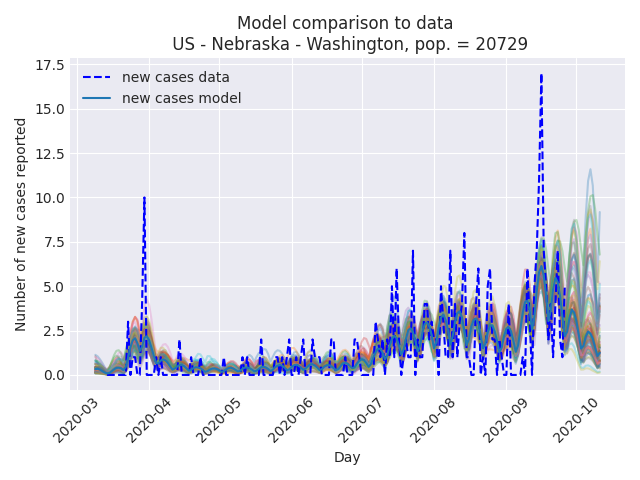 Model comparison to data
US - Nebraska - Washington, pop. = 20729
17.5
15.0
12.5
10.0
7.5
5.0
2.5
0.0
Number of new cases reported
new cases data
new cases model
2020-03
2020-04
2020-05
2020-06
2020-07
2020-08
2020-09
2020-10
Day